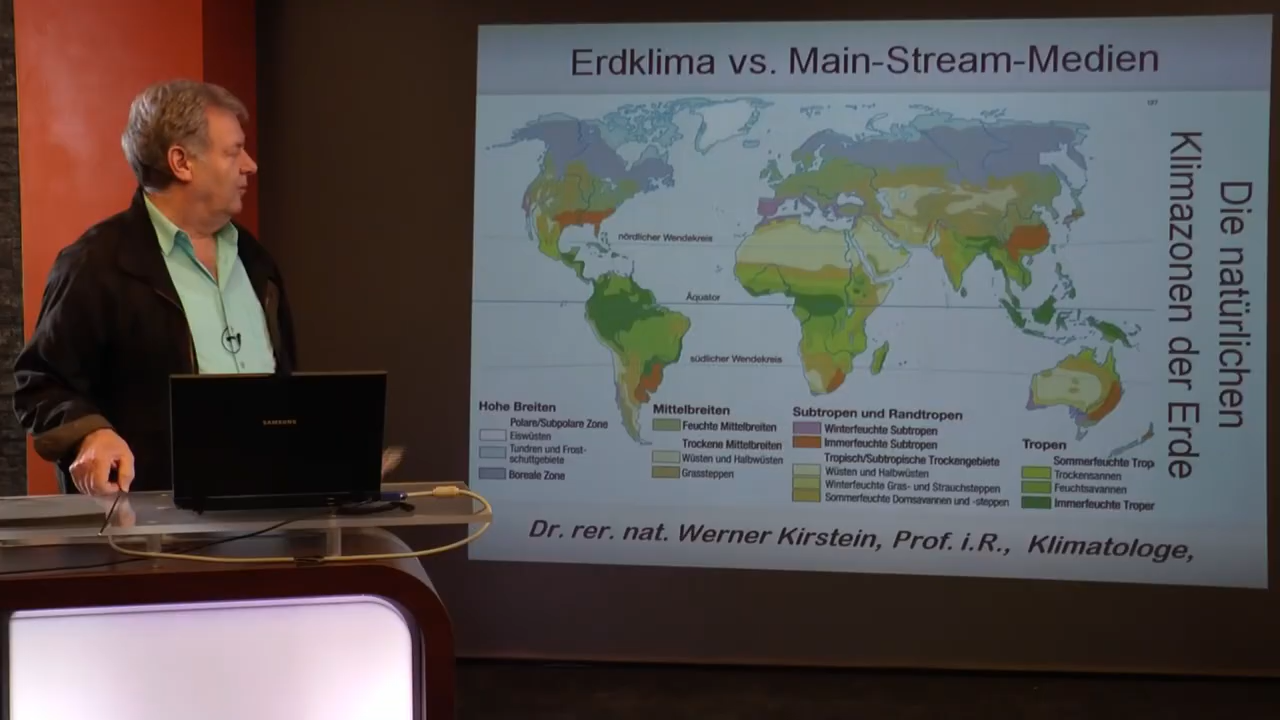 Erdklima vs. Main-Stream-Medien
Die natürlichen
Klimazonen der Erde
nördlicher Wendekreis
Äquator
südlicher Wendekreis
Hohe Breiten
Polare/Subpolare Zone
Eiswüsten
Tundren und Frost-
schuttgebiete
Boreale Zone
Mittelbreiten
Feuchte Mittelbreiten
Trockene Mittelbreiten
Wüsten und Halbwüsten
Grassteppen
Subtropen und Randtropen
Winterfeuchte Subtropen
Immerfeuchte Subtropen
Tropisch/Subtropische Trockengebiete
Wüsten und Halbwüsten
Winterfeuchte Gras- und Strauchsteppen
Sommerfeuchte Dornsavannen und -steppen
Tropen
Sommerfeuchte Trop
Trockensannen
Feuchtsavannen
Immerfeuchte Troper
Dr. rer. nat. Werner Kirstein, Prof. i.R., Klimatologe,
SAMSUNG